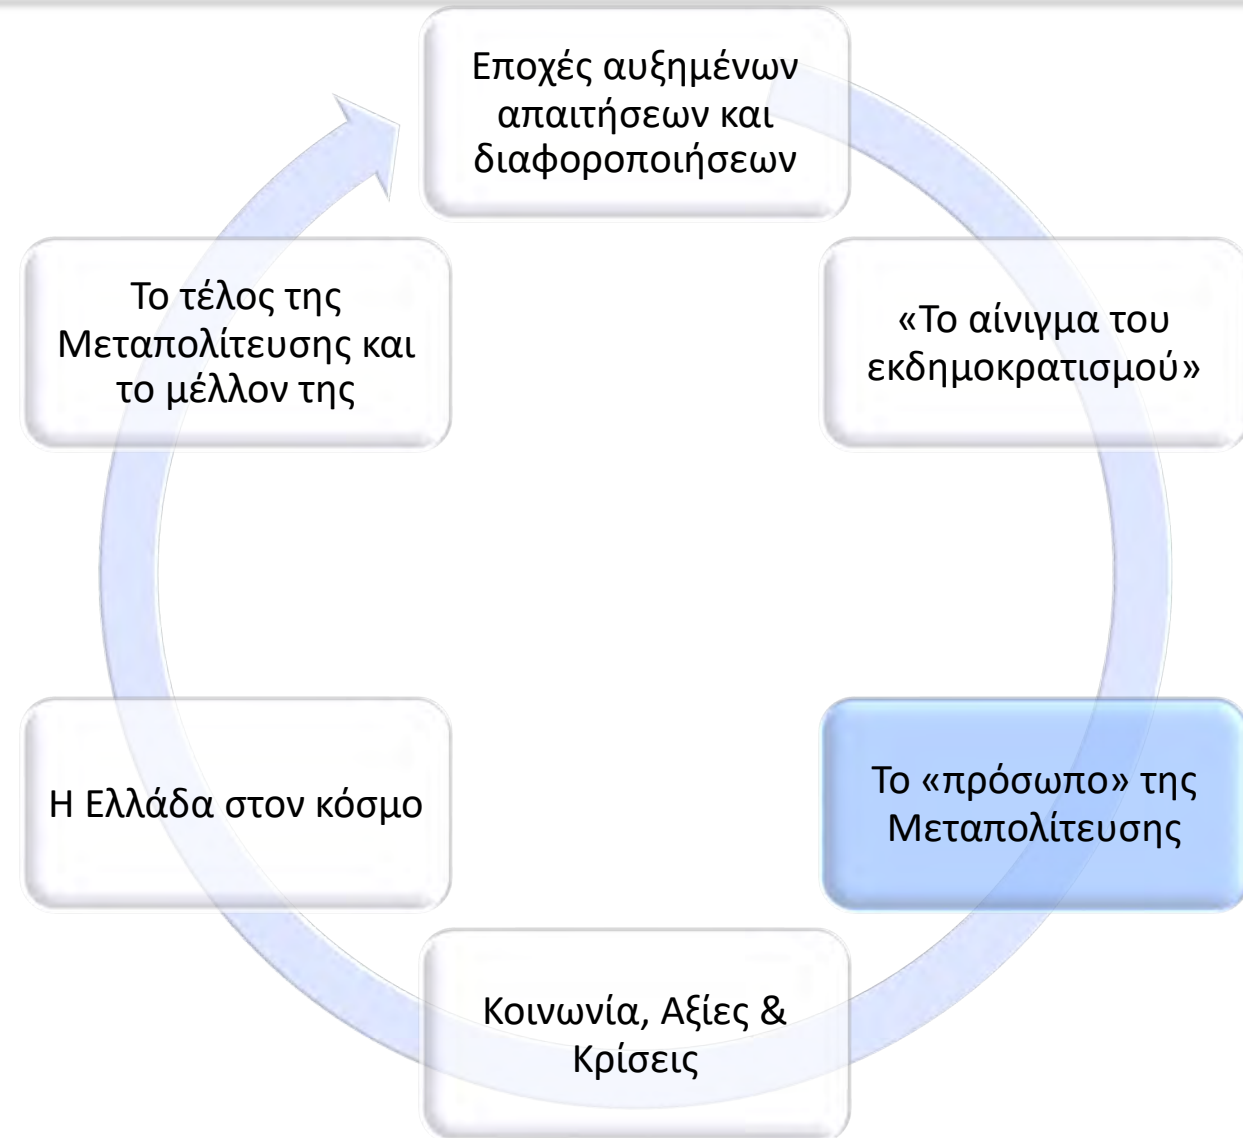 Εποχές αυξημένων
απαιτήσεων και
διαφοροποιήσεων
«Το αίνιγμα του
εκδημοκρατισμού»
Το «πρόσωπο» της
Μεταπολίτευσης
Κοινωνία, Αξίες &
Κρίσεις
Η Ελλάδα στον κόσμο
Το τέλος της
Μεταπολίτευσης και
το μέλλον της